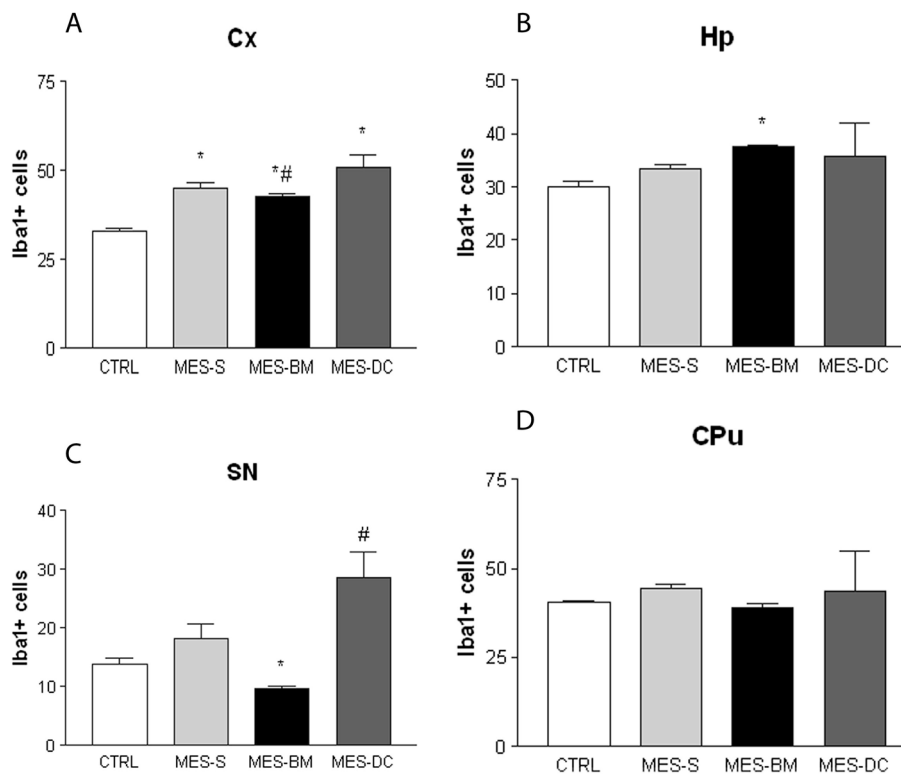 A
Cx
Iba1+ cells
75
50
25
0
*
*#
*
CTRL MES-S MES-BM MES-DC
B
Hp
Iba1+ cells
50
40
30
20
10
0
*
CTRL MES-S MES-BM MES-DC
C
SN
Iba1+ cells
40
30
20
10
0
*
#
CTRL MES-S MES-BM MES-DC
D
CPu
Iba1+ cells
75
50
25
0
CTRL MES-S MES-BM MES-DC